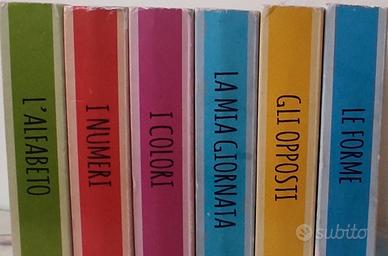 L'ALFABETO
I NUMERI
I COLORI
LA MIA GIORNATA
GLI OPPOSTI
LE FORME
subito